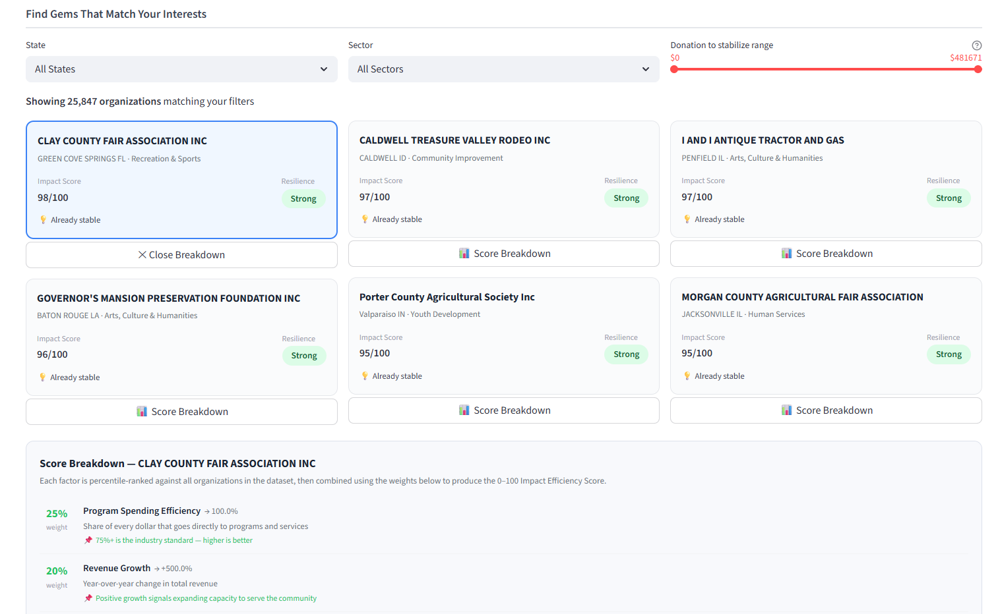 Find Gems That Match Your Interests
State
Sector
Donation to stabilize range
$0
$481671
All States
All Sectors
Showing 25,847 organizations matching your filters
CLAY COUNTY FAIR ASSOCIATION INC
GREEN COVE SPRINGS FL · Recreation & Sports
Impact Score
Resilience
98/100
Strong
Already stable
Close Breakdown
CALDWELL TREASURE VALLEY RODEO INC
CALDWELL ID · Community Improvement
Impact Score
Resilience
97/100
Strong
Already stable
Score Breakdown
I AND I ANTIQUE TRACTOR AND GAS
PENFIELD IL · Arts, Culture & Humanities
Impact Score
Resilience
97/100
Strong
Already stable
Score Breakdown
GOVERNOR'S MANSION PRESERVATION FOUNDATION INC
BATON ROUGE LA · Arts, Culture & Humanities
Impact Score
Resilience
96/100
Strong
Already stable
Score Breakdown
Porter County Agricultural Society Inc
Valparaiso IN · Youth Development
Impact Score
Resilience
95/100
Strong
Already stable
Score Breakdown
MORGAN COUNTY AGRICULTURAL FAIR ASSOCIATION
JACKSONVILLE IL · Human Services
Impact Score
Resilience
95/100
Strong
Already stable
Score Breakdown
Score Breakdown — CLAY COUNTY FAIR ASSOCIATION INC
Each factor is percentile-ranked against all organizations in the dataset, then combined using the weights below to produce the 0–100 Impact Efficiency Score.
25%
weight
Program Spending Efficiency → 100.0%
Share of every dollar that goes directly to programs and services
75%+ is the industry standard — higher is better
20%
weight
Revenue Growth → +500.0%
Year-over-year change in total revenue
Positive growth signals expanding capacity to serve the community